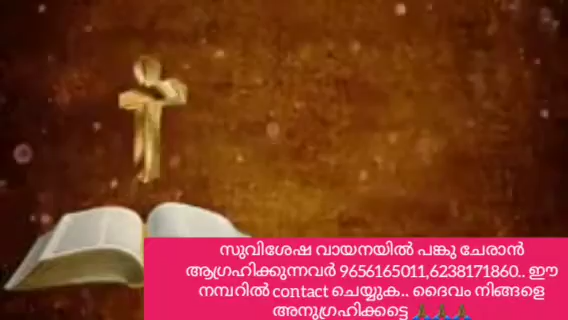 സുവിശേഷ വായനയിൽ പങ്കു ചേരാൻ
ആഗ്രഹിക്കുന്നവർ 9656165011,6238171860.. ഈ
നമ്പറിൽ contact ചെയ്യുക.. ദൈവം നിങ്ങളെ
അനുഗ്രഹിക്കട്ടെ 🙏🙏🙏